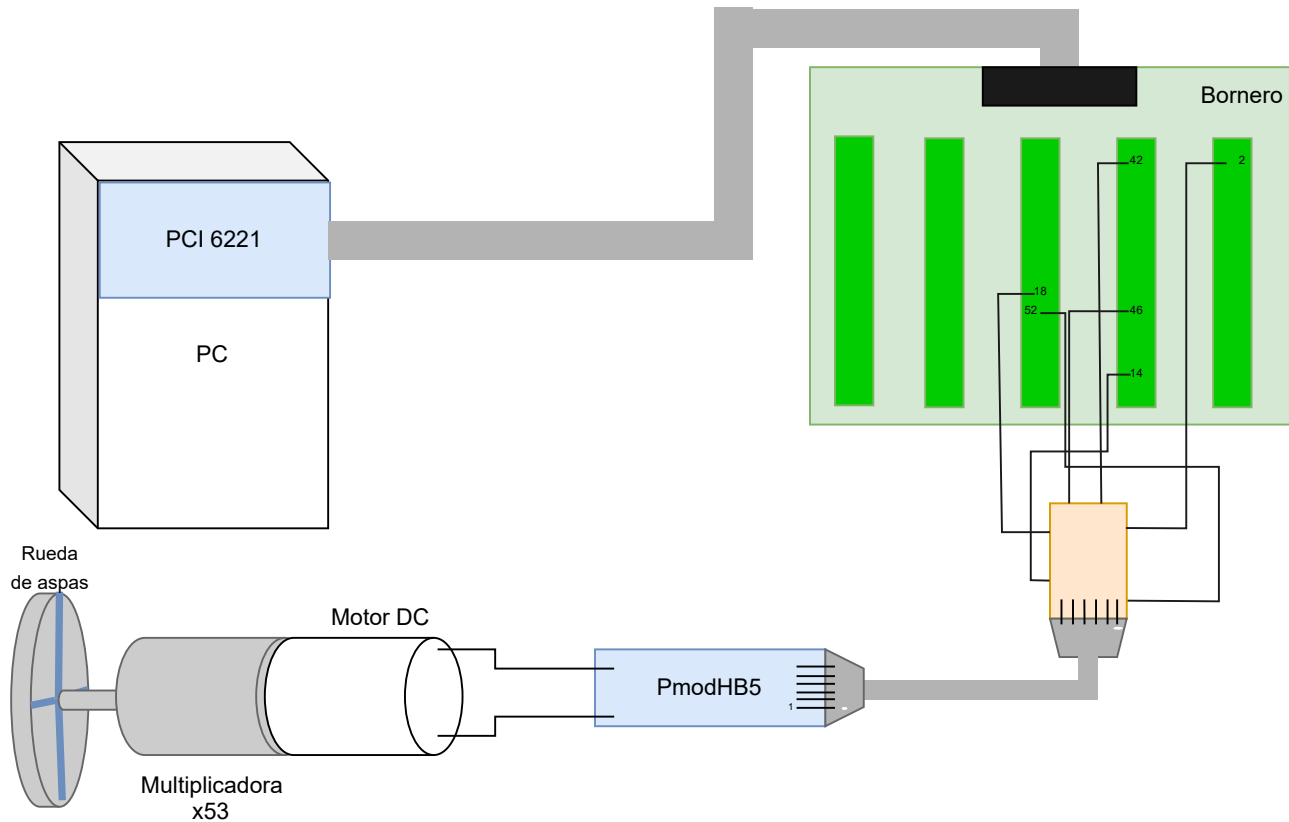 Bornero
42
2
PCI 6221
18
52
46
PC
14
Rueda
de aspas
Motor DC
PmodHB5
1
Multiplicadora
x53